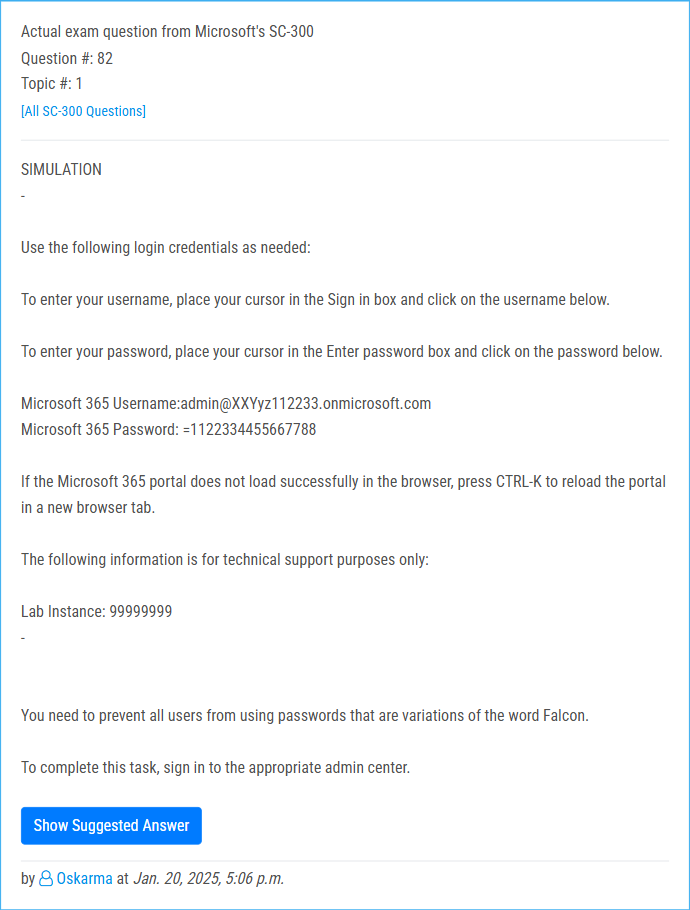 Actual exam question from Microsoft's SC-300
Question #: 82
Topic #: 1
[All SC-300 Questions]
SIMULATION
-
Use the following login credentials as needed:
To enter your username, place your cursor in the Sign in box and click on the username below.
To enter your password, place your cursor in the Enter password box and click on the password below.
Microsoft 365 Username:admin@XXYyz112233.onmicrosoft.com
Microsoft 365 Password: =1122334455667788
If the Microsoft 365 portal does not load successfully in the browser, press CTRL-K to reload the portal
in a new browser tab.
The following information is for technical support purposes only:
Lab Instance: 99999999
-
You need to prevent all users from using passwords that are variations of the word Falcon.
To complete this task, sign in to the appropriate admin center.
Show Suggested Answer
by Oskarma at Jan. 20, 2025, 5:06 p.m.